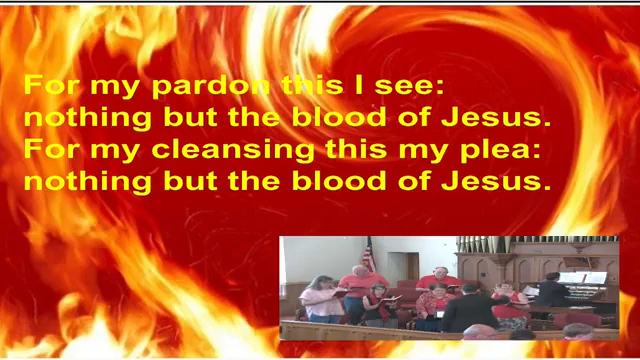 For my pardon this I see:
nothing but the blood of Jesus.
For my cleansing this my plea:
nothing but the blood of Jesus.